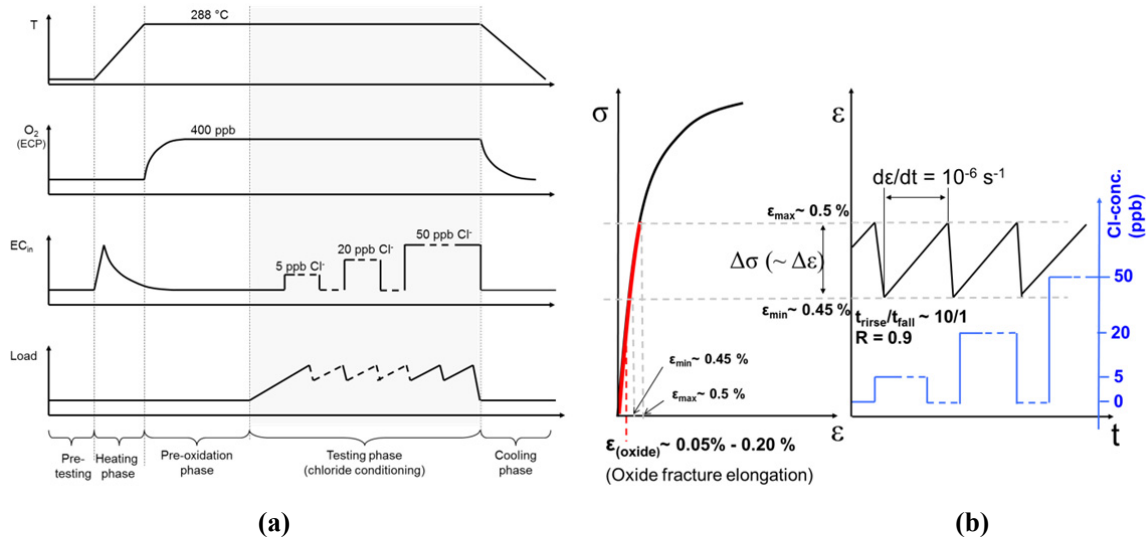 T
288 °C
O₂
(ECP)
400 ppb
ECin
5 ppb Cl⁻
20 ppb Cl⁻
50 ppb Cl⁻
Load
Pre-
testing
Heating
phase
Pre-oxidation
phase
Testing phase
(chloride conditioning)
Cooling
phase
(a)
σ
εmax~ 0.5%
Δσ (~ Δε)
εmin~ 0.45 %
εmin ~ 0.45 %
εmax~ 0.5 %
ε
ε(oxide)~ 0.05% - 0.20 %
(Oxide fracture elongation)
ε
dε/dt = 10⁻⁶ s⁻¹
trirse/tfall ~ 10/1
R = 0.9
Cl-conc.
(ppb)
50
20
5
0
t
(b)